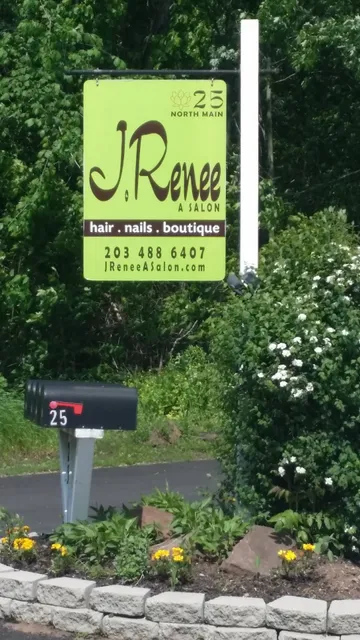 25
NORTH MAIN
J.Renee
A SALON
hair . nails . boutique
203 488 6407
JReneeASalon.com
25